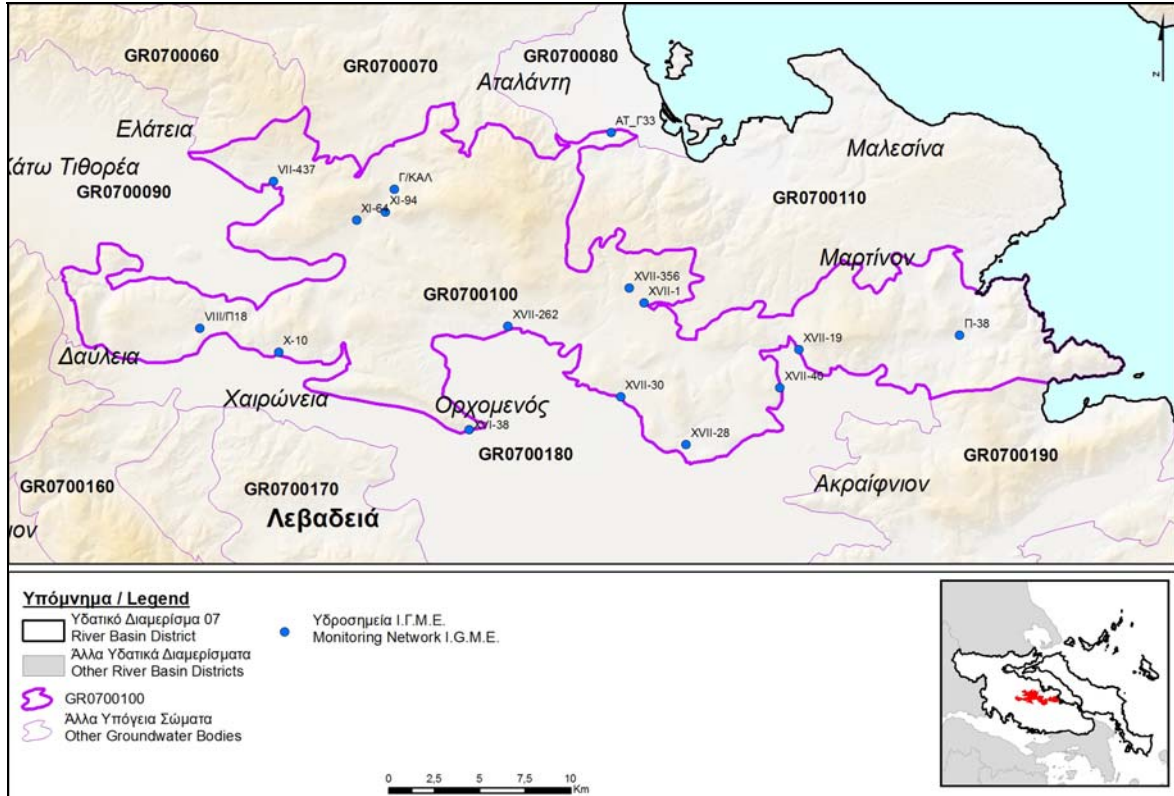 GR0700060
GR0700070
GR0700080
Αταλάντη
ΑΤ_Γ33
Ελάτεια
Μαλεσίνα
Κάτω Τιθορέα
VII-437
GR0700090
Γ/ΚΑΛ
XI-94
XI-64
GR0700110
Μαρτίνον
XVII-356
XVII-1
GR0700100
VIII/Π18
XVII-262
Π-38
Δαύλεια
X-10
XVII-19
XVII-40
Χαιρώνεια
Ορχομενός
XVII-30
XVI-38
XVII-28
GR0700180
GR0700190
GR0700160
GR0700170
Ακραίφνιον
Λεβαδειά
ιον
N
Υπόμνημα / Legend
Υδατικό Διαμερίσμα 07
River Basin District
Άλλα Υδατικά Διαμερίσματα
Other River Basin Districts
GR0700100
Άλλα Υπόγεια Σώματα
Other Groundwater Bodies
Υδροσημεία Ι.Γ.Μ.Ε.
Monitoring Network I.G.M.E.
0 2,5 5 7,5 10
Km